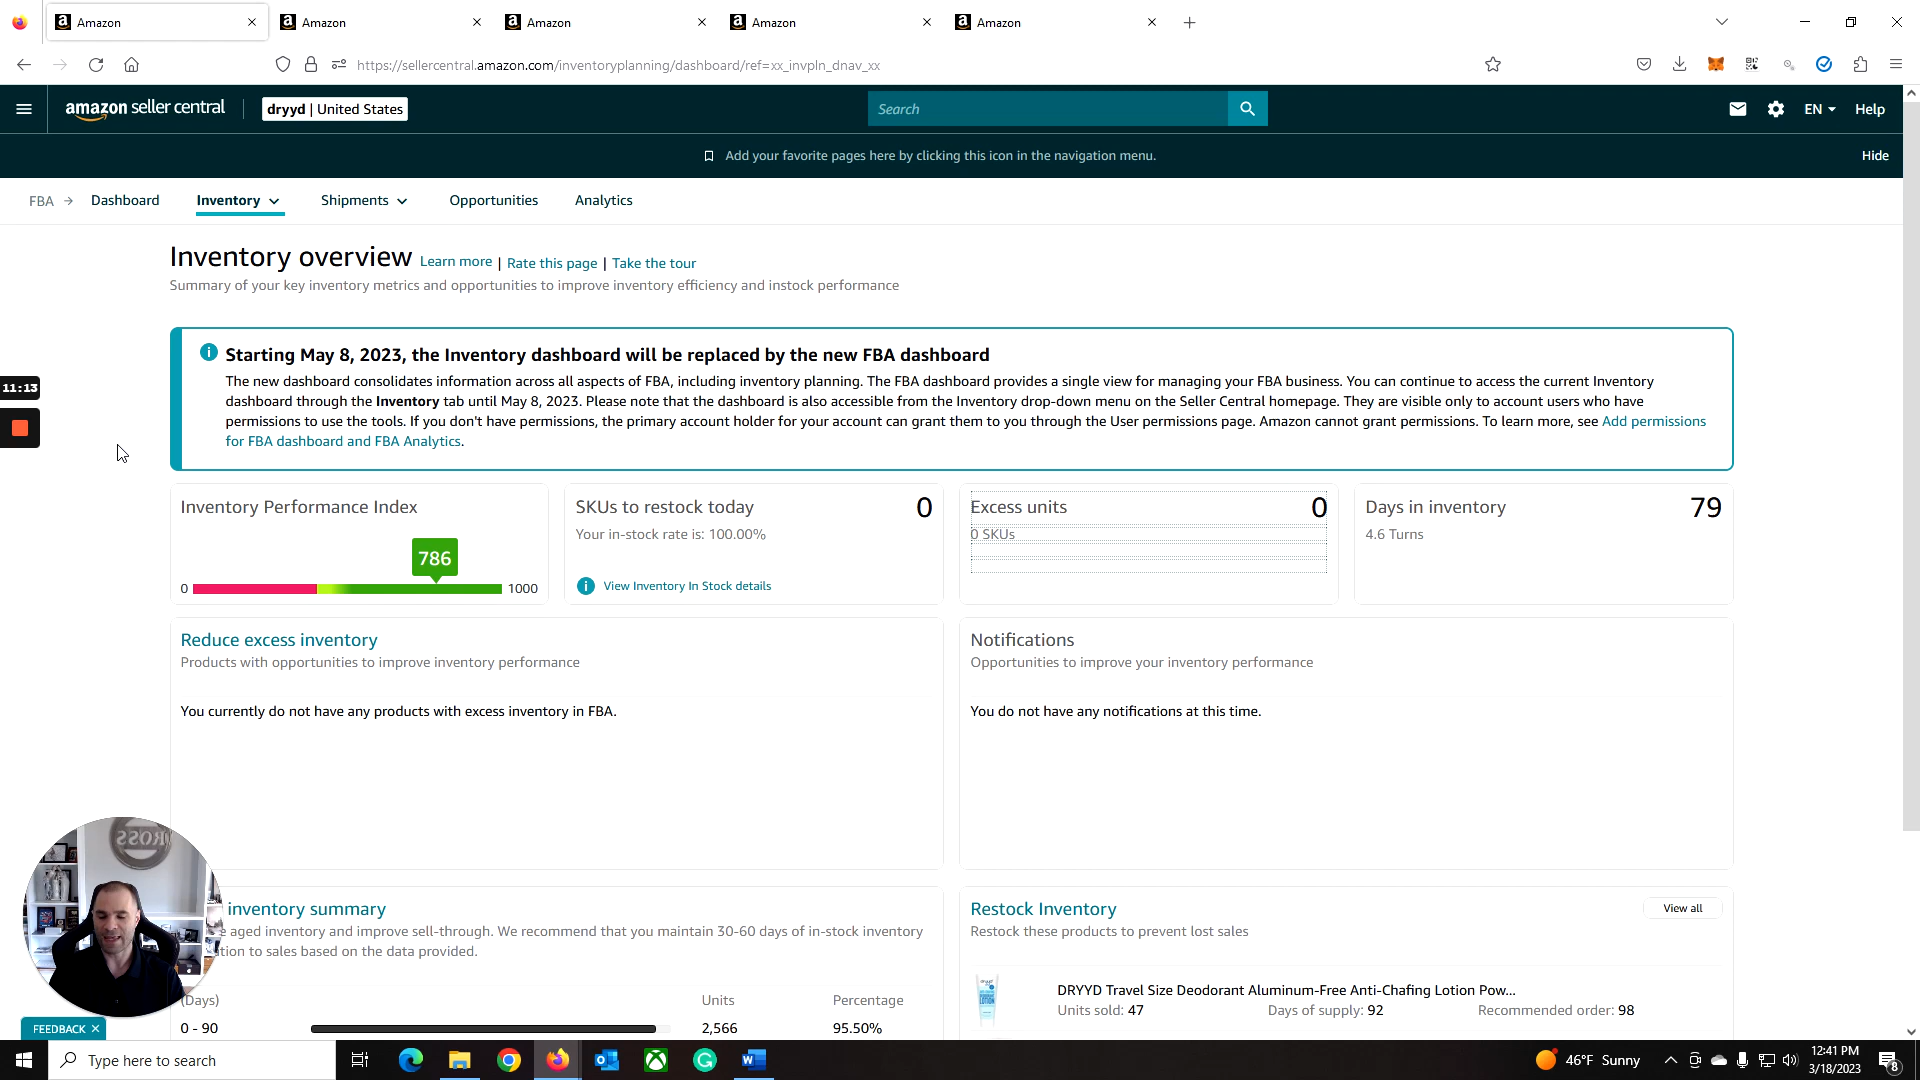 Amazon
Amazon
Amazon
Amazon
Amazon
https://sellercentral.amazon.com/inventoryplanning/dashboard/ref=xx_invpln_dnav_xx
amazon seller central
dryyd | United States
Search
EN
Help
Add your favorite pages here by clicking this icon in the navigation menu.
Hide
FBA
Dashboard
Inventory
Shipments
Opportunities
Analytics
Inventory overview Learn more | Rate this page | Take the tour
Summary of your key inventory metrics and opportunities to improve inventory efficiency and instock performance
Starting May 8, 2023, the Inventory dashboard will be replaced by the new FBA dashboard
The new dashboard consolidates information across all aspects of FBA, including inventory planning. The FBA dashboard provides a single view for managing your FBA business. You can continue to access the current Inventory
dashboard through the Inventory tab until May 8, 2023. Please note that the dashboard is also accessible from the Inventory drop-down menu on the Seller Central homepage. They are visible only to account users who have
permissions to use the tools. If you don't have permissions, the primary account holder for your account can grant them to you through the User permissions page. Amazon cannot grant permissions. To learn more, see Add permissions
for FBA dashboard and FBA Analytics.
11:13
Inventory Performance Index
786
0
1000
SKUs to restock today
0
Your in-stock rate is: 100.00%
View Inventory In Stock details
Excess units
0
0 SKUs
Days in inventory
79
4.6 Turns
Reduce excess inventory
Products with opportunities to improve inventory performance
You currently do not have any products with excess inventory in FBA.
Notifications
Opportunities to improve your inventory performance
You do not have any notifications at this time.
inventory summary
aged inventory and improve sell-through. We recommend that you maintain 30-60 days of in-stock inventory
to sales based on the data provided.
(Days)
Units
Percentage
0 - 90
2,566
95.50%
Restock Inventory
View all
Restock these products to prevent lost sales
DRYYD Travel Size Deodorant Aluminum-Free Anti-Chafing Lotion Pow...
Units sold: 47
Days of supply: 92
Recommended order: 98
FEEDBACK
Type here to search
46°F Sunny
12:41 PM
3/18/2023
8